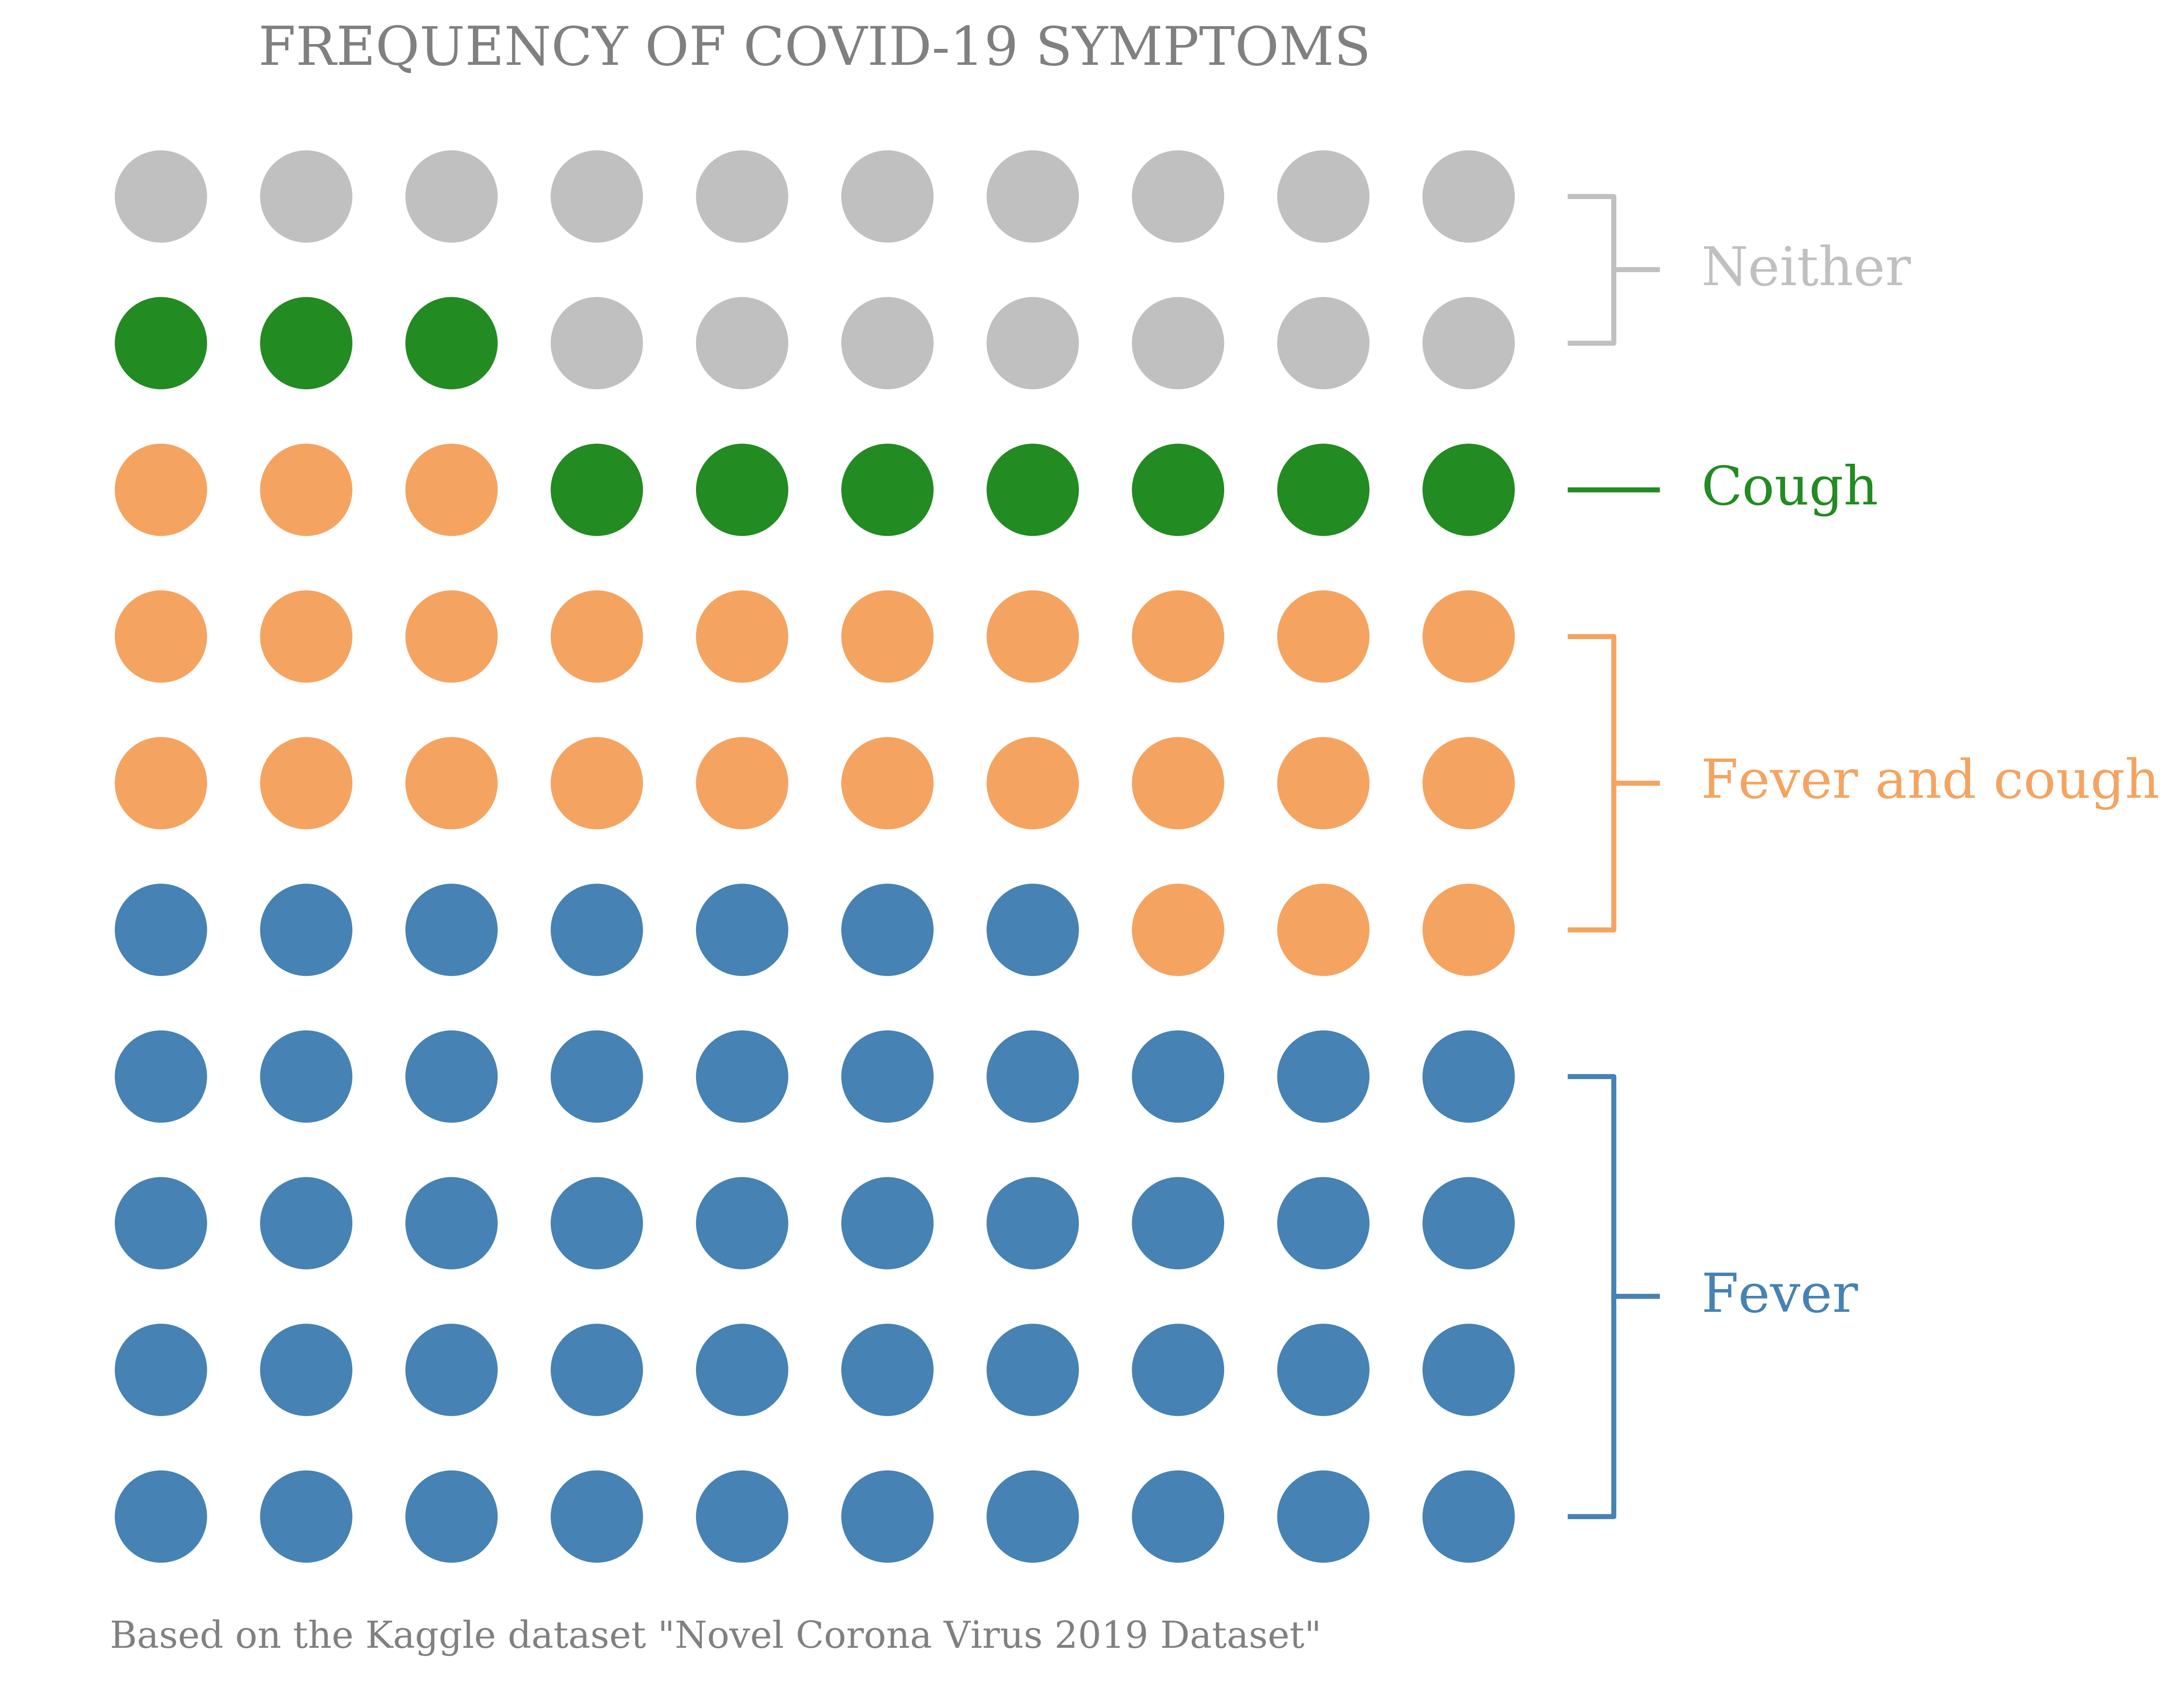 FREQUENCY OF COVID-19 SYMPTOMS
Neither
Cough
Fever and cough
Fever
Based on the Kaggle dataset "Novel Corona Virus 2019 Dataset"